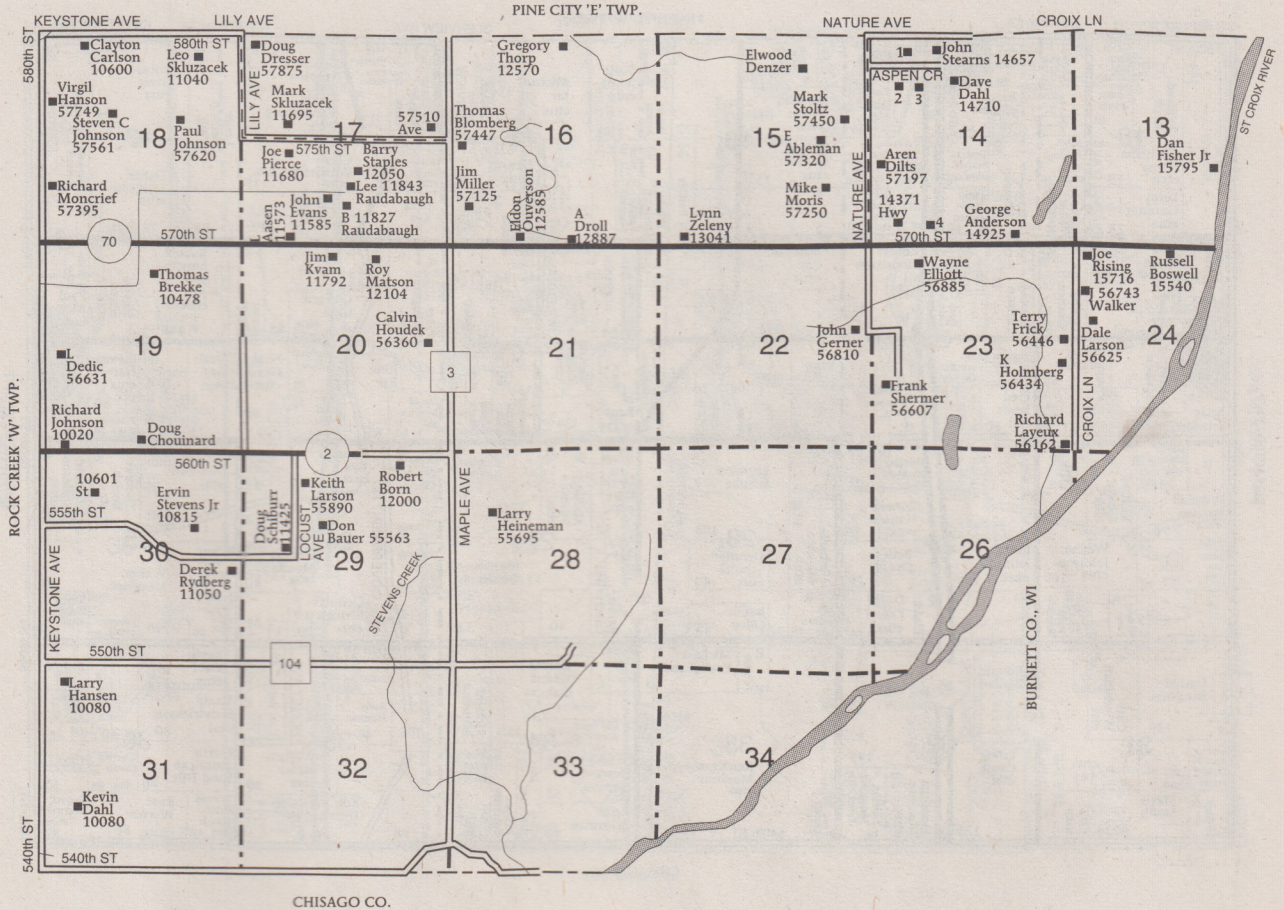 PINE CITY 'E' TWP.
KEYSTONE AVE
LILY AVE
NATURE AVE
CROIX LN
580th ST
580th ST
Clayton
Carlson
10600
Leo
Skluzacek
11040
Virgil
Hanson
57749
Steven C
Johnson
57561
18
Paul
Johnson
57620
Richard
Moncrief
57395
70
570th ST
LILY AVE
Doug
Dresser
57875
Mark
Skluzacek
11695
57510
Ave
17
575th ST
Joe
Pierce
11680
Barry
Staples
12050
Lee 11843
Raudabaugh
John
Evans
11585
B 11827
Raudabaugh
Aasen
11573
Gregory
Thorp
12570
Thomas
Blomberg
57447
16
Jim
Miller
57125
Eldon
Ouverson
12585
A
Droll
12887
Elwood
Denzer
Mark
Stoltz
57450
15
E
Ableman
57320
Mike
Moris
57250
Lynn
Zeleny
13041
NATURE AVE
1
John
Stearns 14657
ASPEN CR
2
3
Dave
Dahl
14710
14
Aren
Dilts
57197
14371
Hwy
4
570th ST
George
Anderson
14925
13
Dan
Fisher Jr
15795
ST CROIX RIVER
Thomas
Brekke
10478
19
L
Dedic
56631
Richard
Johnson
10020
Doug
Chouinard
560th ST
Jim
Kvam
11792
Roy
Matson
12104
Calvin
Houdek
56360
20
3
2
21
22
John
Gerner
56810
Wayne
Elliott
56885
Terry
Frick
56446
23
K
Holmberg
56434
Frank
Shermer
56607
Richard
Layeux
56162
CROIX LN
Joe
Rising
15716
J 56743
Walker
Dale
Larson
56625
Russell
Boswell
15540
24
ROCK CREEK 'W' TWP.
10601
St
555th ST
Ervin
Stevens Jr
10815
30
Derek
Rydberg
11050
KEYSTONE AVE
Doug
Schiburr
11425
LOCUST
AVE
Keith
Larson
55890
Don
Bauer 55563
Robert
Born
12000
29
STEVENS CREEK
MAPLE AVE
Larry
Heineman
55695
28
27
26
BURNETT CO., WI
550th ST
104
Larry
Hansen
10080
31
Kevin
Dahl
10080
32
33
34
540th ST
540th ST
CHISAGO CO.